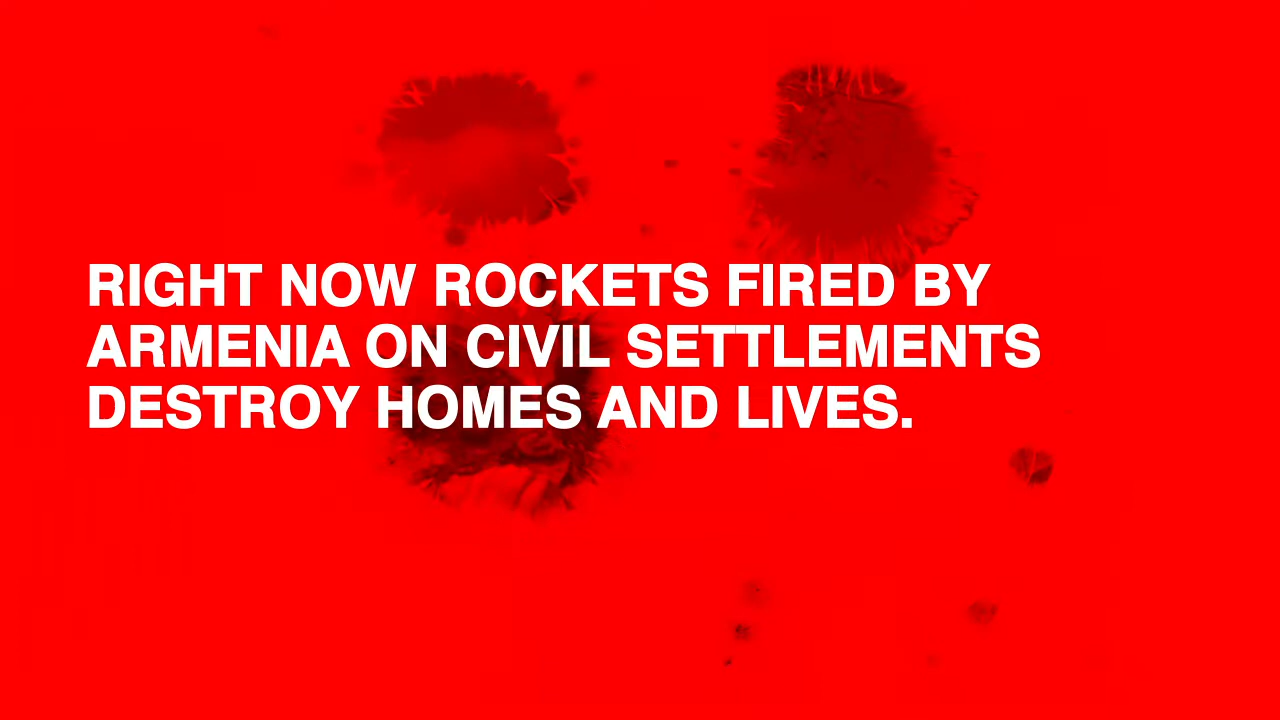 RIGHT NOW ROCKETS FIRED BY
ARMENIA ON CIVIL SETTLEMENTS
DESTROY HOMES AND LIVES.